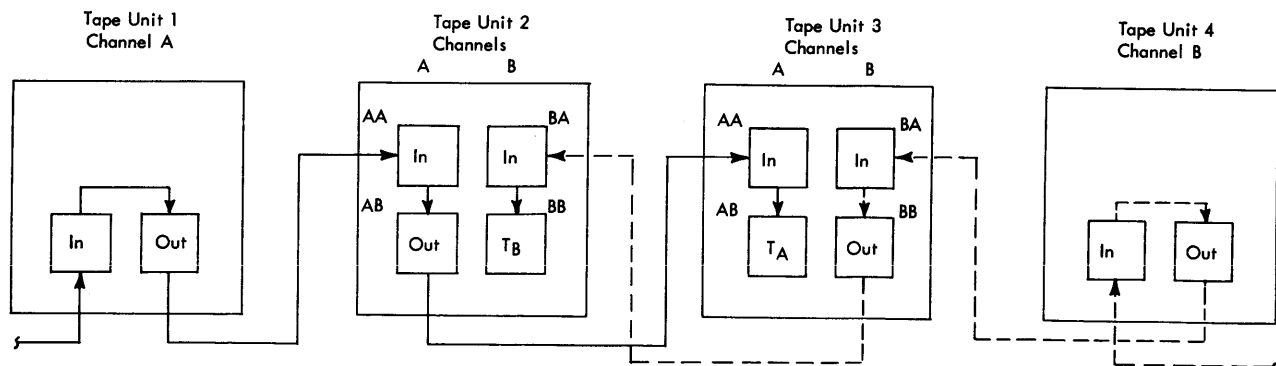 Tape Unit 1
Channel A
Tape Unit 2
Channels
A B
Tape Unit 3
Channels
A B
Tape Unit 4
Channel B
In
Out
AA
In
BA
In
AB
Out
BB
TB
AA
In
BA
In
AB
TA
BB
Out
In
Out